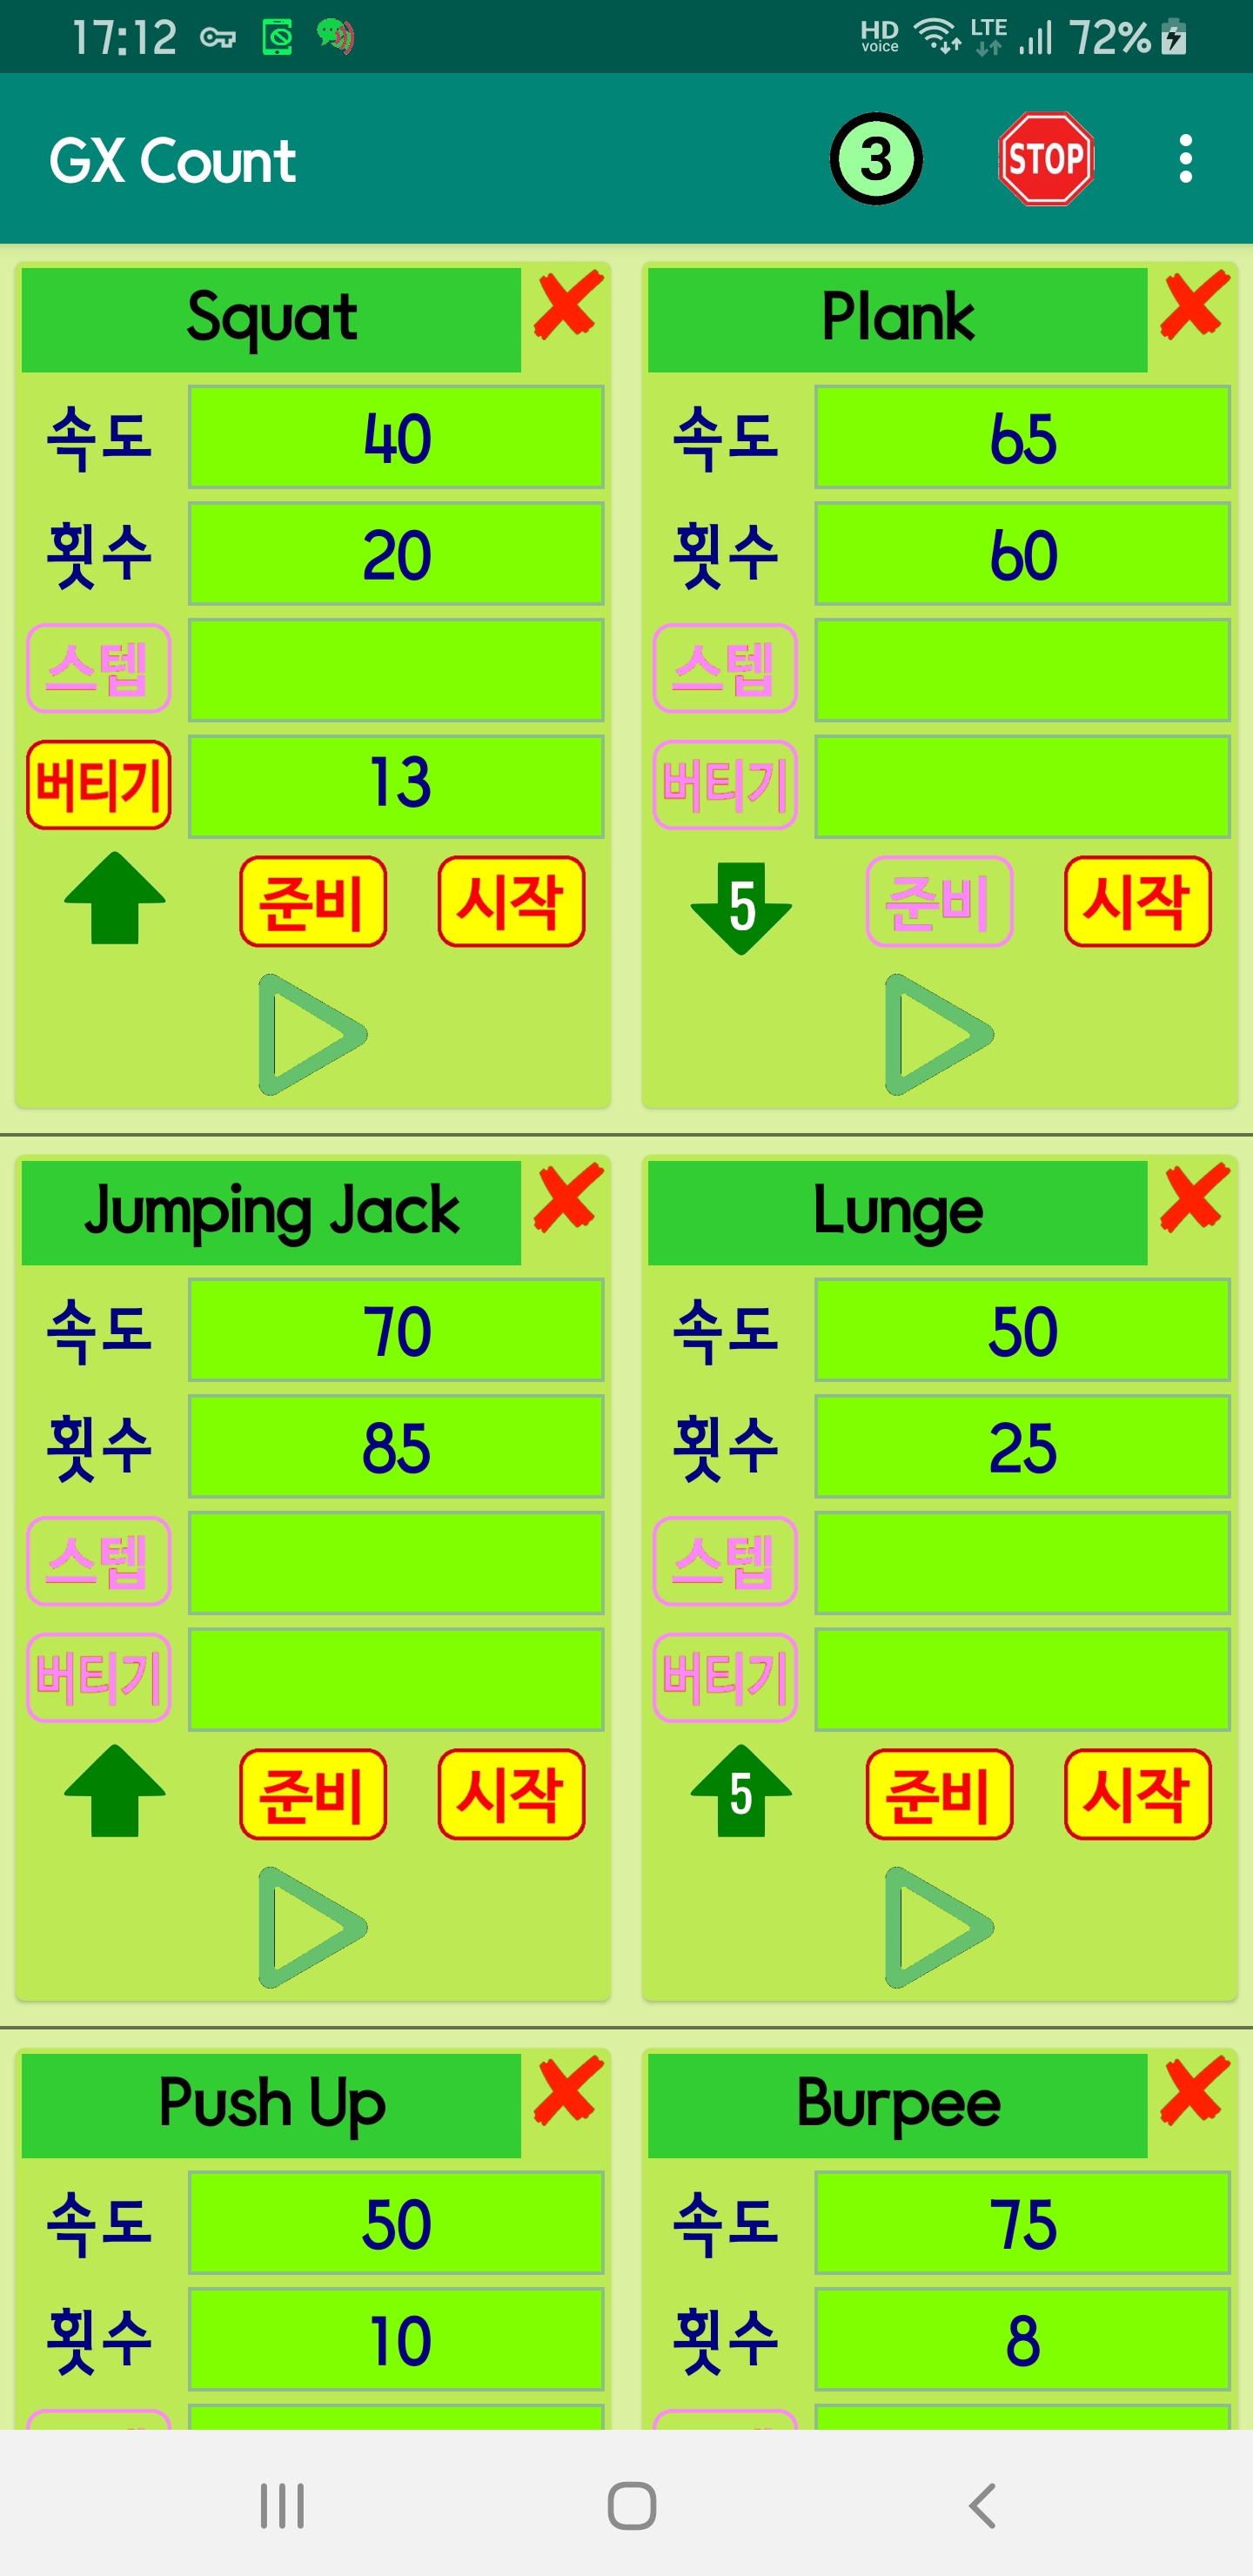 17:12 HD voice LTE 72%
GX Count 3 STOP
Squat
속도 40
횟수 20
스텝
버티기 13
준비 시작
Plank
속도 65
횟수 60
스텝
버티기
5 준비 시작
Jumping Jack
속도 70
횟수 85
스텝
버티기
준비 시작
Lunge
속도 50
횟수 25
스텝
버티기
5 준비 시작
Push Up
속도 50
횟수 10
Burpee
속도 75
횟수 8